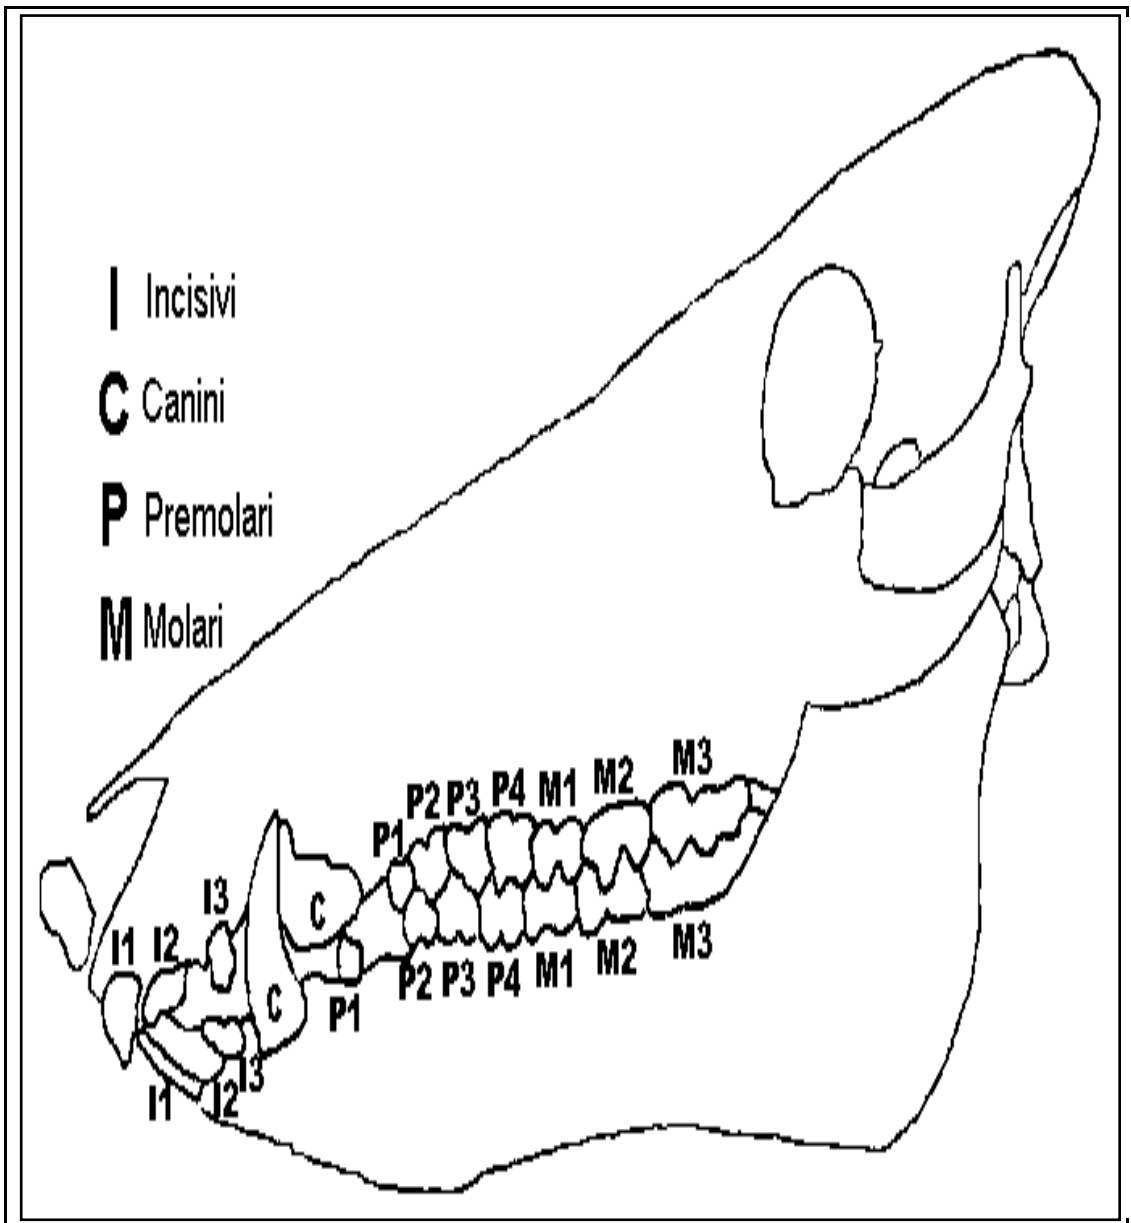 I Incisivi
C Canini
P Premolari
M Molari
P1 P2 P3 P4 M1 M2 M3
I1 I2 I3 C
C
P1 P2 P3 P4 M1 M2 M3
I1 I2 I3